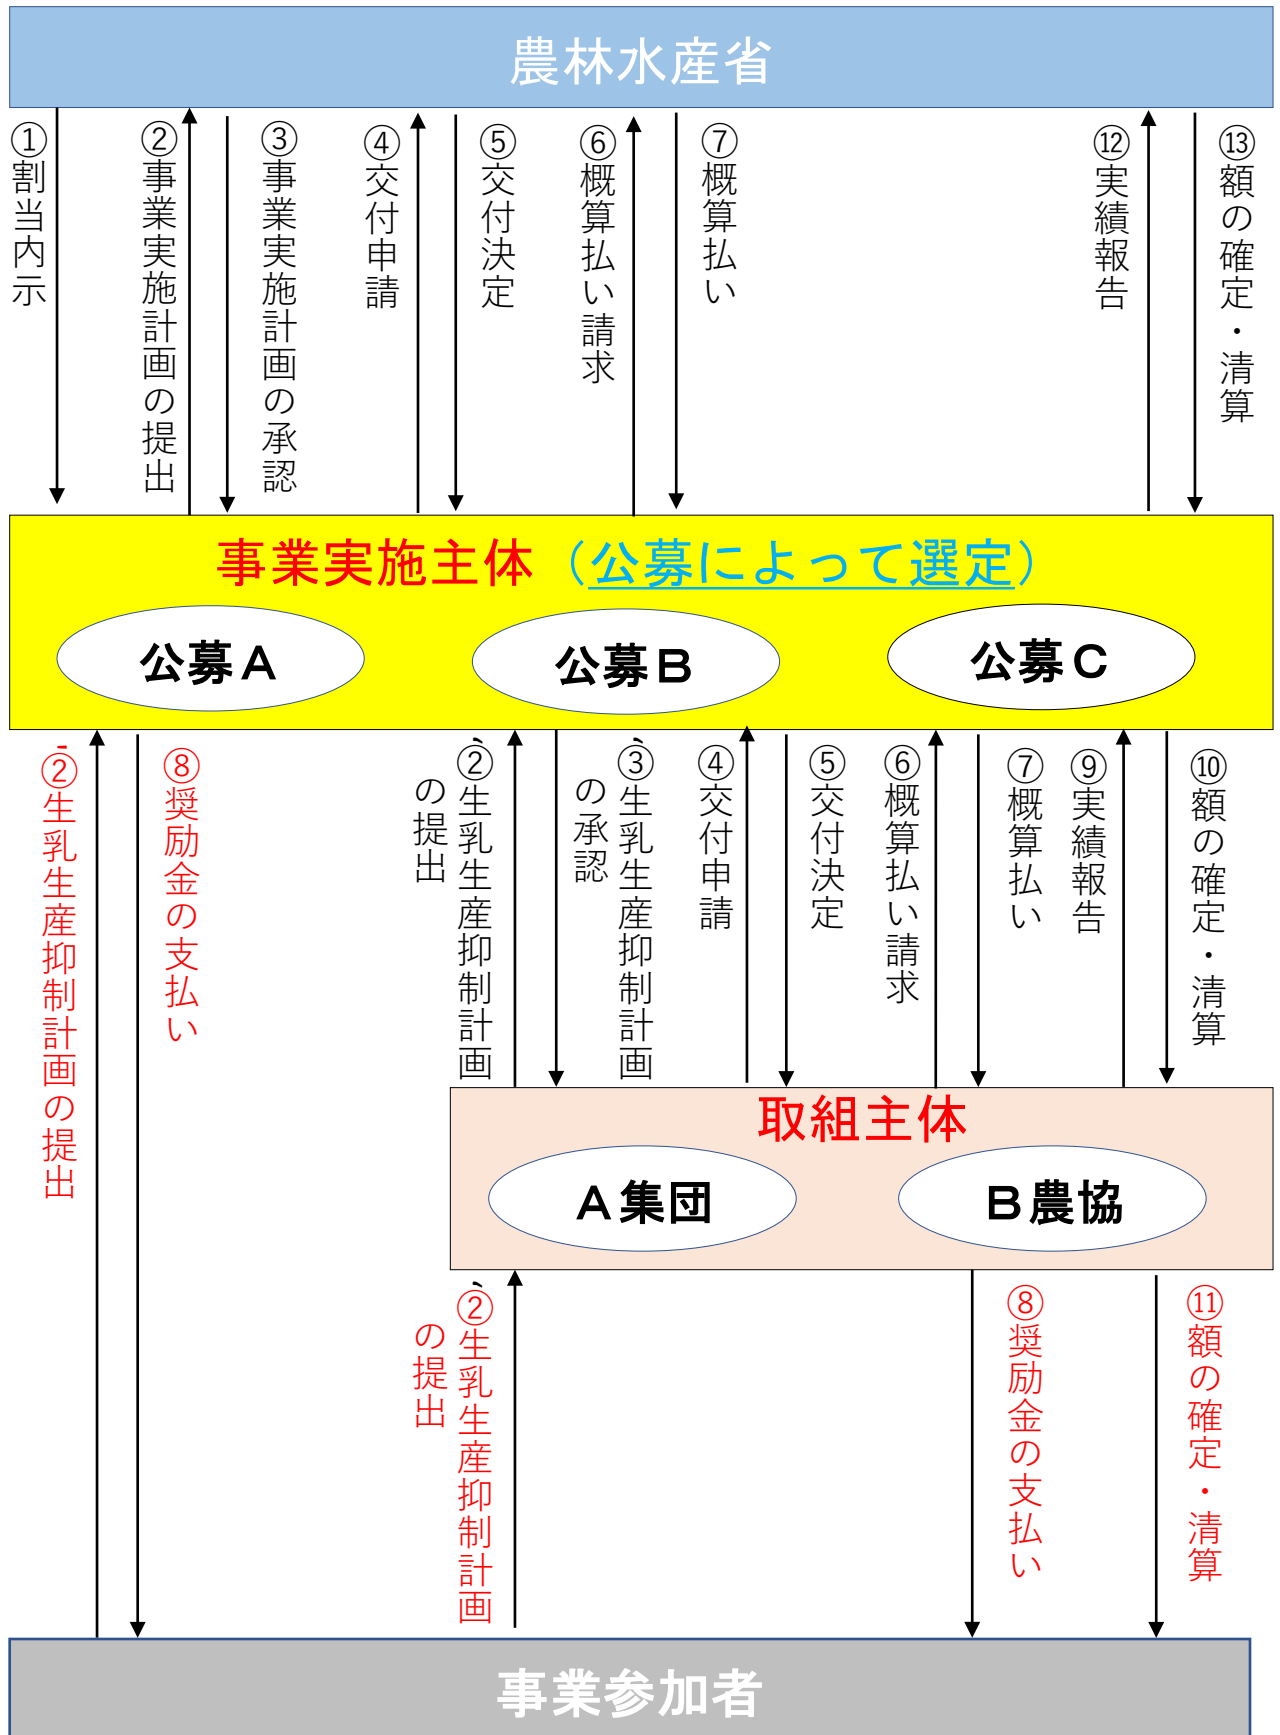 農林水産省
①割当内示
②事業実施計画の提出
③事業実施計画の承認
④交付申請
⑤交付決定
⑥概算払い請求
⑦概算払い
⑫実績報告
⑬額の確定・清算
事業実施主体（公募によって選定）
公募A
公募B
公募C
②'生乳生産抑制計画の提出
⑧奨励金の支払い
②'生乳生産抑制計画
の提出
③'生乳生産抑制計画
の承認
④交付申請
⑤交付決定
⑥概算払い請求
⑦概算払い
⑨実績報告
⑩額の確定・清算
取組主体
A集団
B農協
②'生乳生産抑制計画
の提出
⑧奨励金の支払い
⑪額の確定・清算
事業参加者